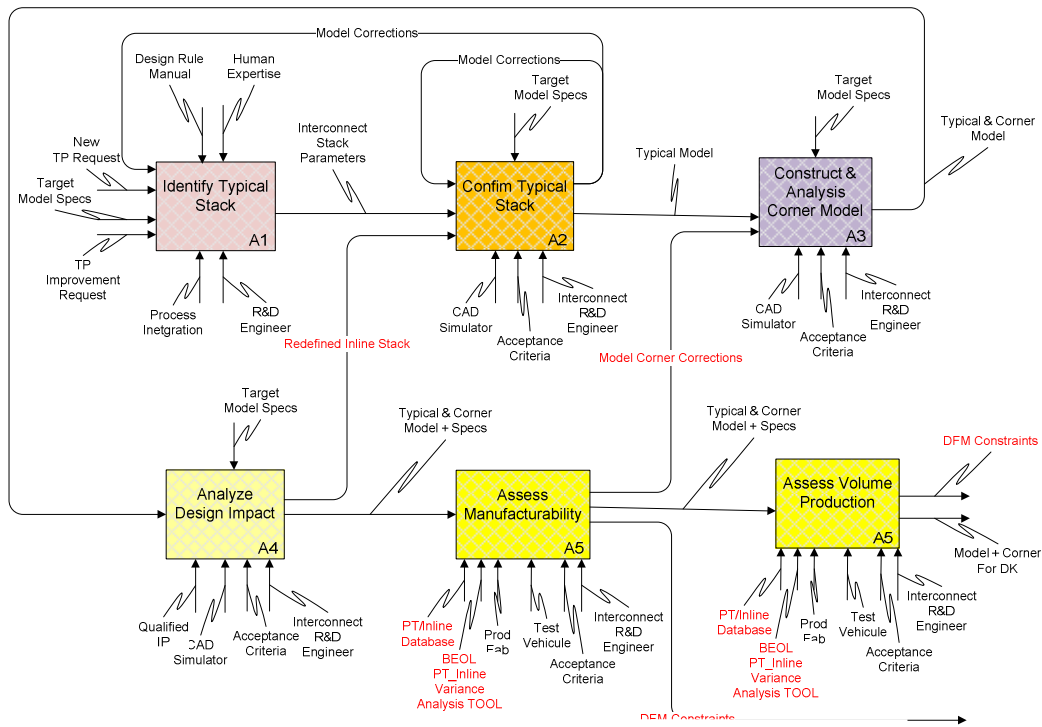 Model Corrections
Model Corrections
Design Rule
Manual
Human
Expertise
Target
Model Specs
Target
Model Specs
Typical & Corner
Model
New
TP Request
Target
Model Specs
TP
Improvement
Request
Interconnect
Stack
Parameters
Typical Model
Identify Typical
Stack
A1
Confim Typical
Stack
A2
Construct &
Analysis
Corner Model
A3
Process
Inetgration
R&D
Engineer
CAD
Simulator
Acceptance
Criteria
Interconnect
R&D
Engineer
CAD
Simulator
Acceptance
Criteria
Interconnect
R&D
Engineer
Redefined Inline Stack
Model Corner Corrections
Target
Model Specs
Typical & Corner
Model + Specs
Typical & Corner
Model + Specs
DFM Constraints
Analyze
Design Impact
A4
Assess
Manufacturability
A5
Assess Volume
Production
A5
Model + Corner
For DK
Qualified
IP
CAD
Simulator
Acceptance
Criteria
Interconnect
R&D
Engineer
PT/Inline
Database
BEOL
PT_Inline
Variance
Analysis TOOL
Prod
Fab
Test
Vehicule
Acceptance
Criteria
Interconnect
R&D
Engineer
PT/Inline
Database
BEOL
PT_Inline
Variance
Analysis TOOL
Prod
Fab
Test
Vehicule
Acceptance
Criteria
Interconnect
R&D
Engineer
DFM Constraints